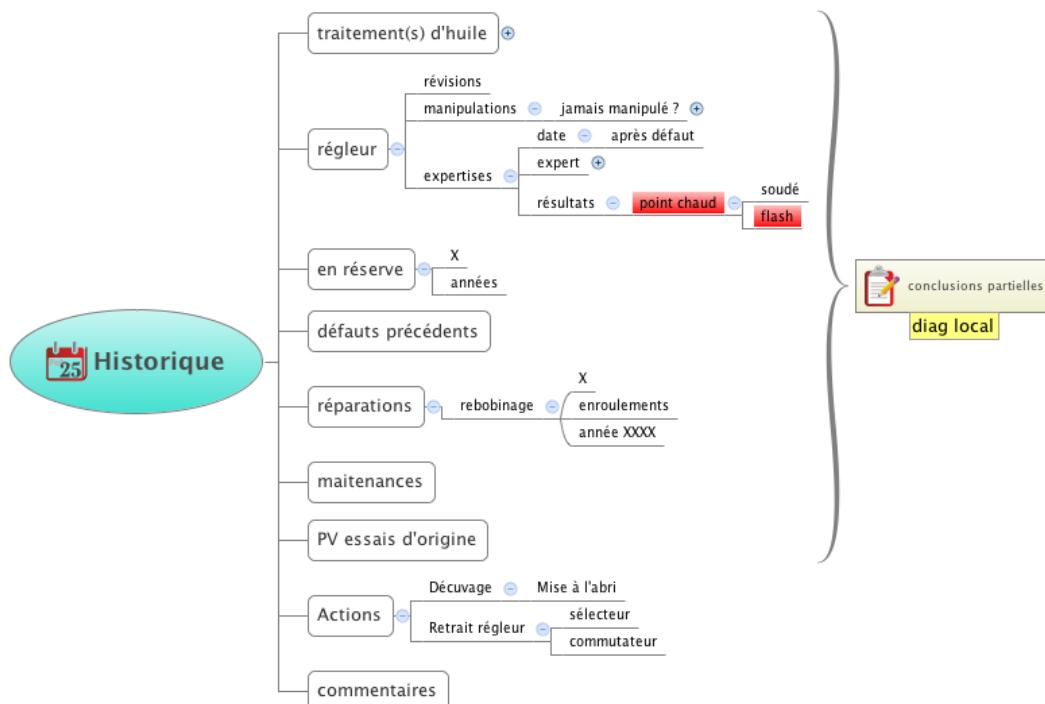 traitement(s) d'huile
révisions
manipulations
jamais manipulé ?
régleur
date
après défaut
expert
expertises
résultats
point chaud
soudé
flash
en réserve
X
années
conclusions partielles
diag local
défauts précédents
25
Historique
réparations
rebobinage
X
enroulements
année XXXX
maitenances
PV essais d'origine
Actions
Décuvage
Mise à l'abri
Retrait régleur
sélecteur
commutateur
commentaires